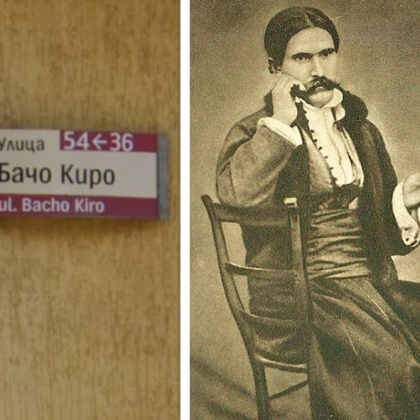 улица 54←36
Бачо Киро
ul. Bacho Kiro